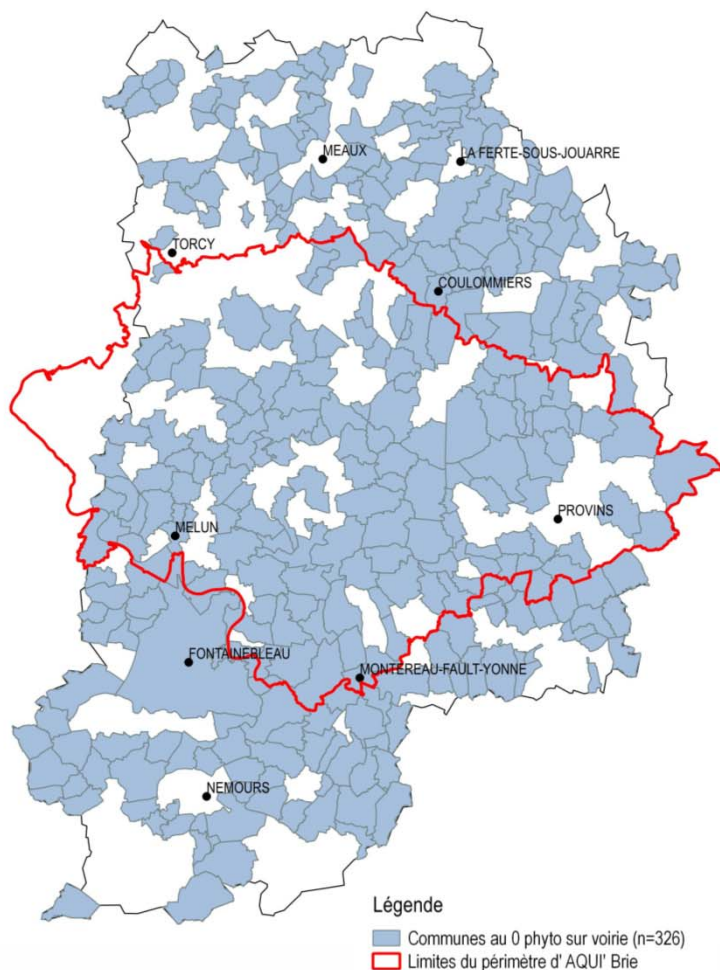 MEAUX
LA FERTE-SOUS-JOUARRE
TORCY
COULOMMIERS
PROVINS
MELUN
FONTAINEBLEAU
MONTEREAU-FAULT-YONNE
NEMOURS
Légende
Communes au 0 phyto sur voirie (n=326)
Limites du périmètre d' AQUI' Brie